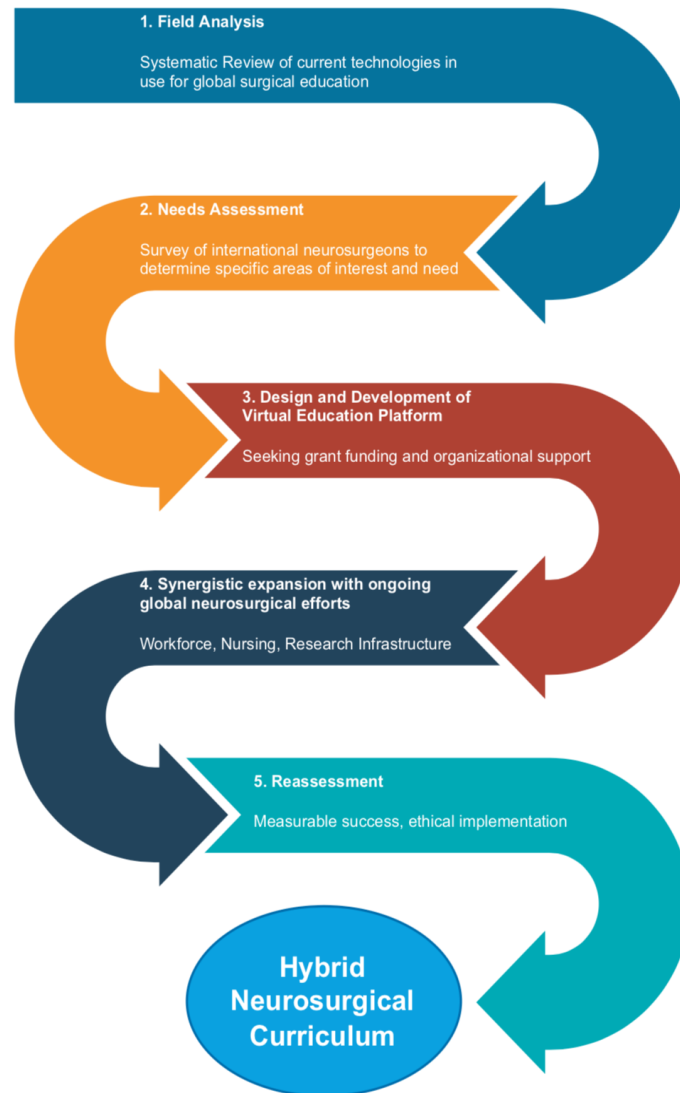 1. Field Analysis
Systematic Review of current technologies in
use for global surgical education
2. Needs Assessment
Survey of international neurosurgeons to
determine specific areas of interest and need
3. Design and Development of
Virtual Education Platform
Seeking grant funding and organizational support
4. Synergistic expansion with ongoing
global neurosurgical efforts
Workforce, Nursing, Research Infrastructure
5. Reassessment
Measurable success, ethical implementation
Hybrid
Neurosurgical
Curriculum